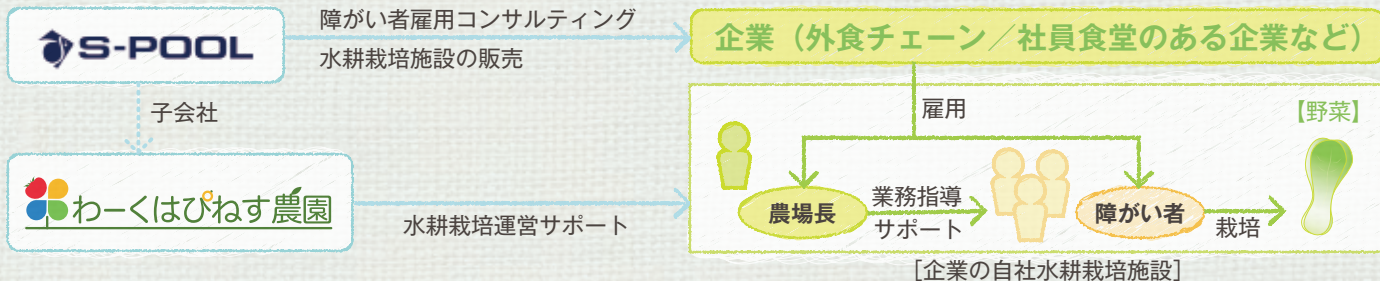 S-POOL
障がい者雇用コンサルティング
水耕栽培施設の販売
企業（外食チェーン／社員食堂のある企業など）
子会社
雇用
【野菜】
わーくはぴねす農園
水耕栽培運営サポート
農場長
業務指導
サポート
障がい者
栽培
［企業の自社水耕栽培施設］